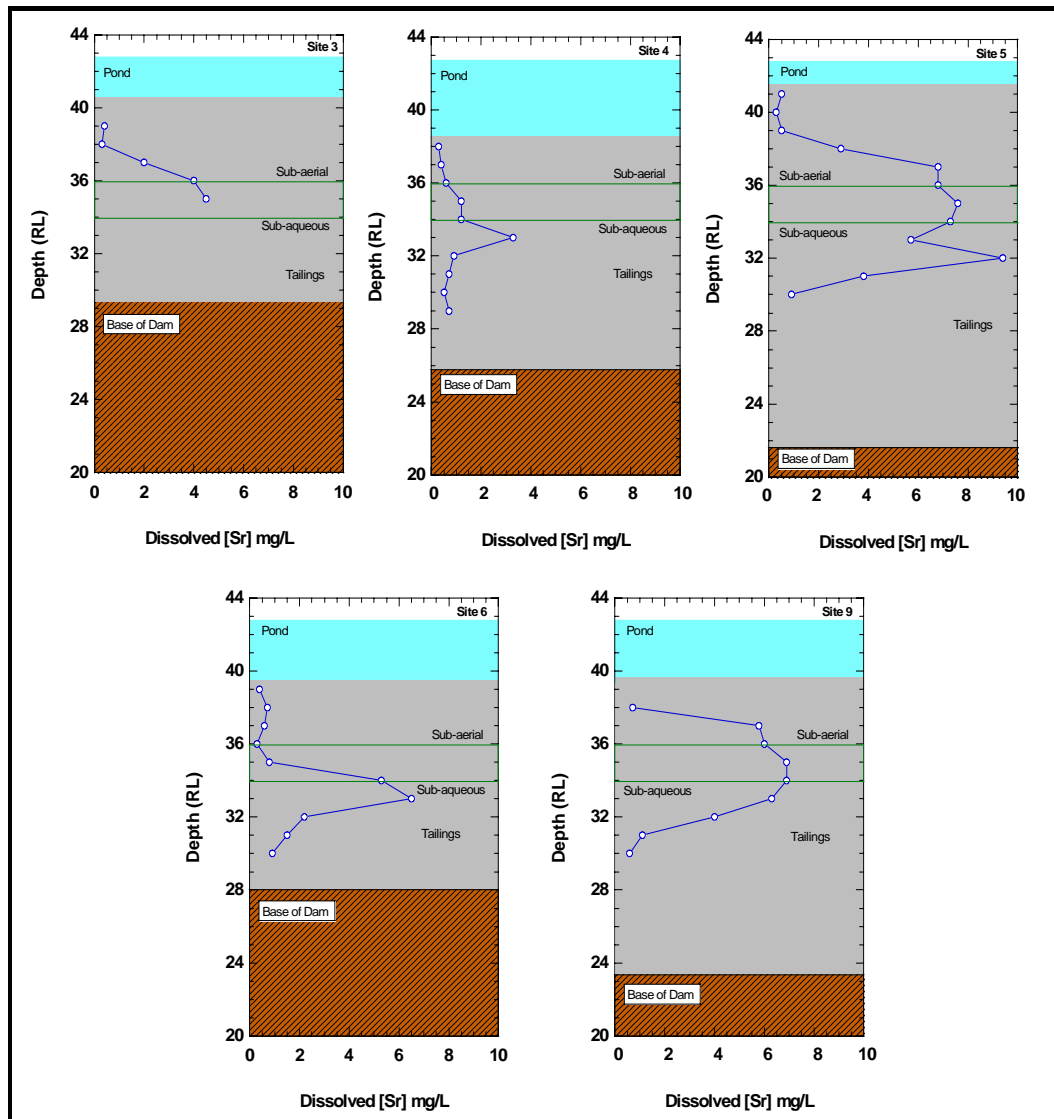 Site 3
44
Pond
40
Sub-aerial
36
Sub-aqueous
32
Tailings
Base of Dam
28
24
20
0 2 4 6 8 10
Depth (RL)
Dissolved [Sr] mg/L
Site 4
44
Pond
40
Sub-aerial
36
Sub-aqueous
32
Tailings
28
Base of Dam
24
20
0 2 4 6 8 10
Depth (RL)
Dissolved [Sr] mg/L
Site 5
44
Pond
40
Sub-aerial
36
Sub-aqueous
32
Tailings
28
24
Base of Dam
20
0 2 4 6 8 10
Depth (RL)
Dissolved [Sr] mg/L
44
Site 6
Pond
40
Sub-aerial
36
Sub-aqueous
32
Tailings
28
Base of Dam
24
20
0 2 4 6 8 10
Depth (RL)
Dissolved [Sr] mg/L
44
Site 9
Pond
40
Sub-aerial
36
Sub-aqueous
32
Tailings
28
24
Base of Dam
20
0 2 4 6 8 10
Depth (RL)
Dissolved [Sr] mg/L